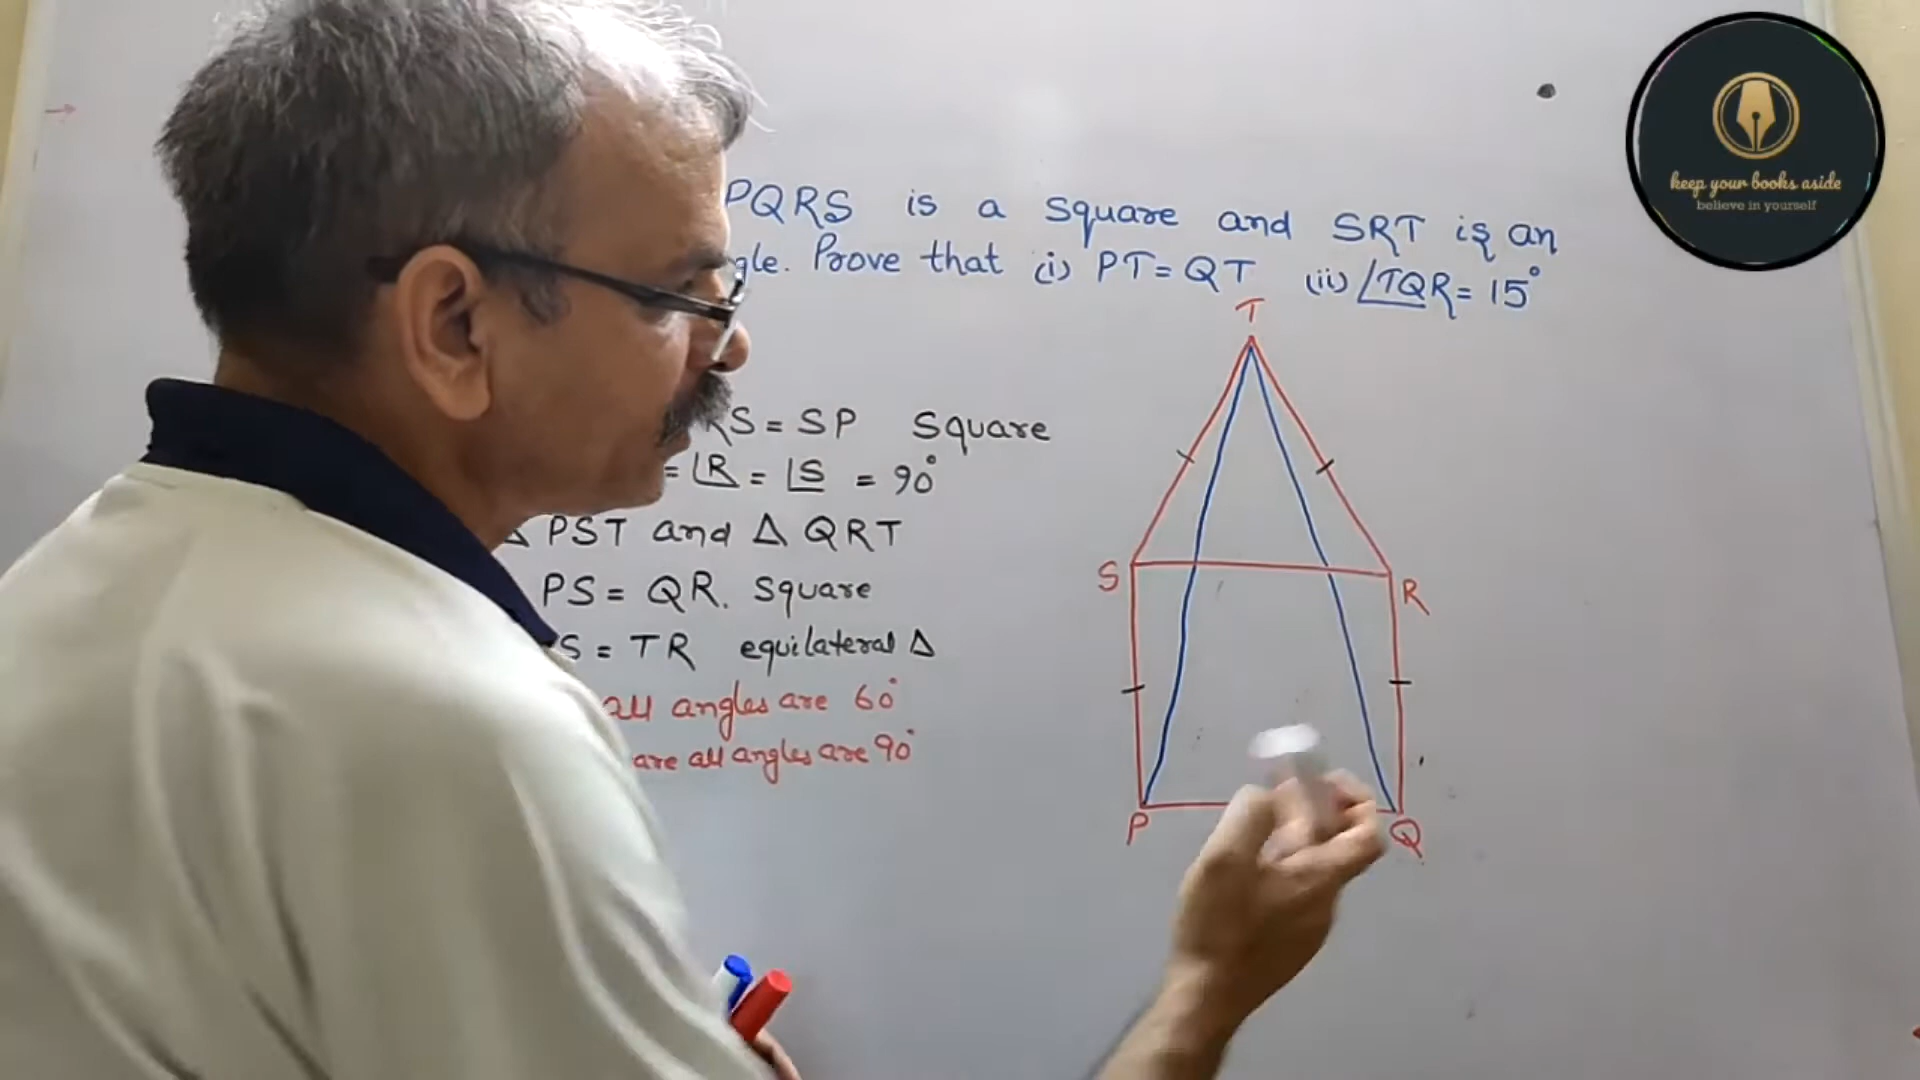 PQRS is a square and SRT is an
gle. Prove that (i) PT = QT (ii) ∠TQR = 15°
RS = SP Square
= ∠R = ∠S = 90°
Δ PST and Δ QRT
PS = QR. Square
S = TR equilateral Δ
all angles are 60°
are all angles are 90°
T
S
R
P
Q
keep your books aside
believe in yourself